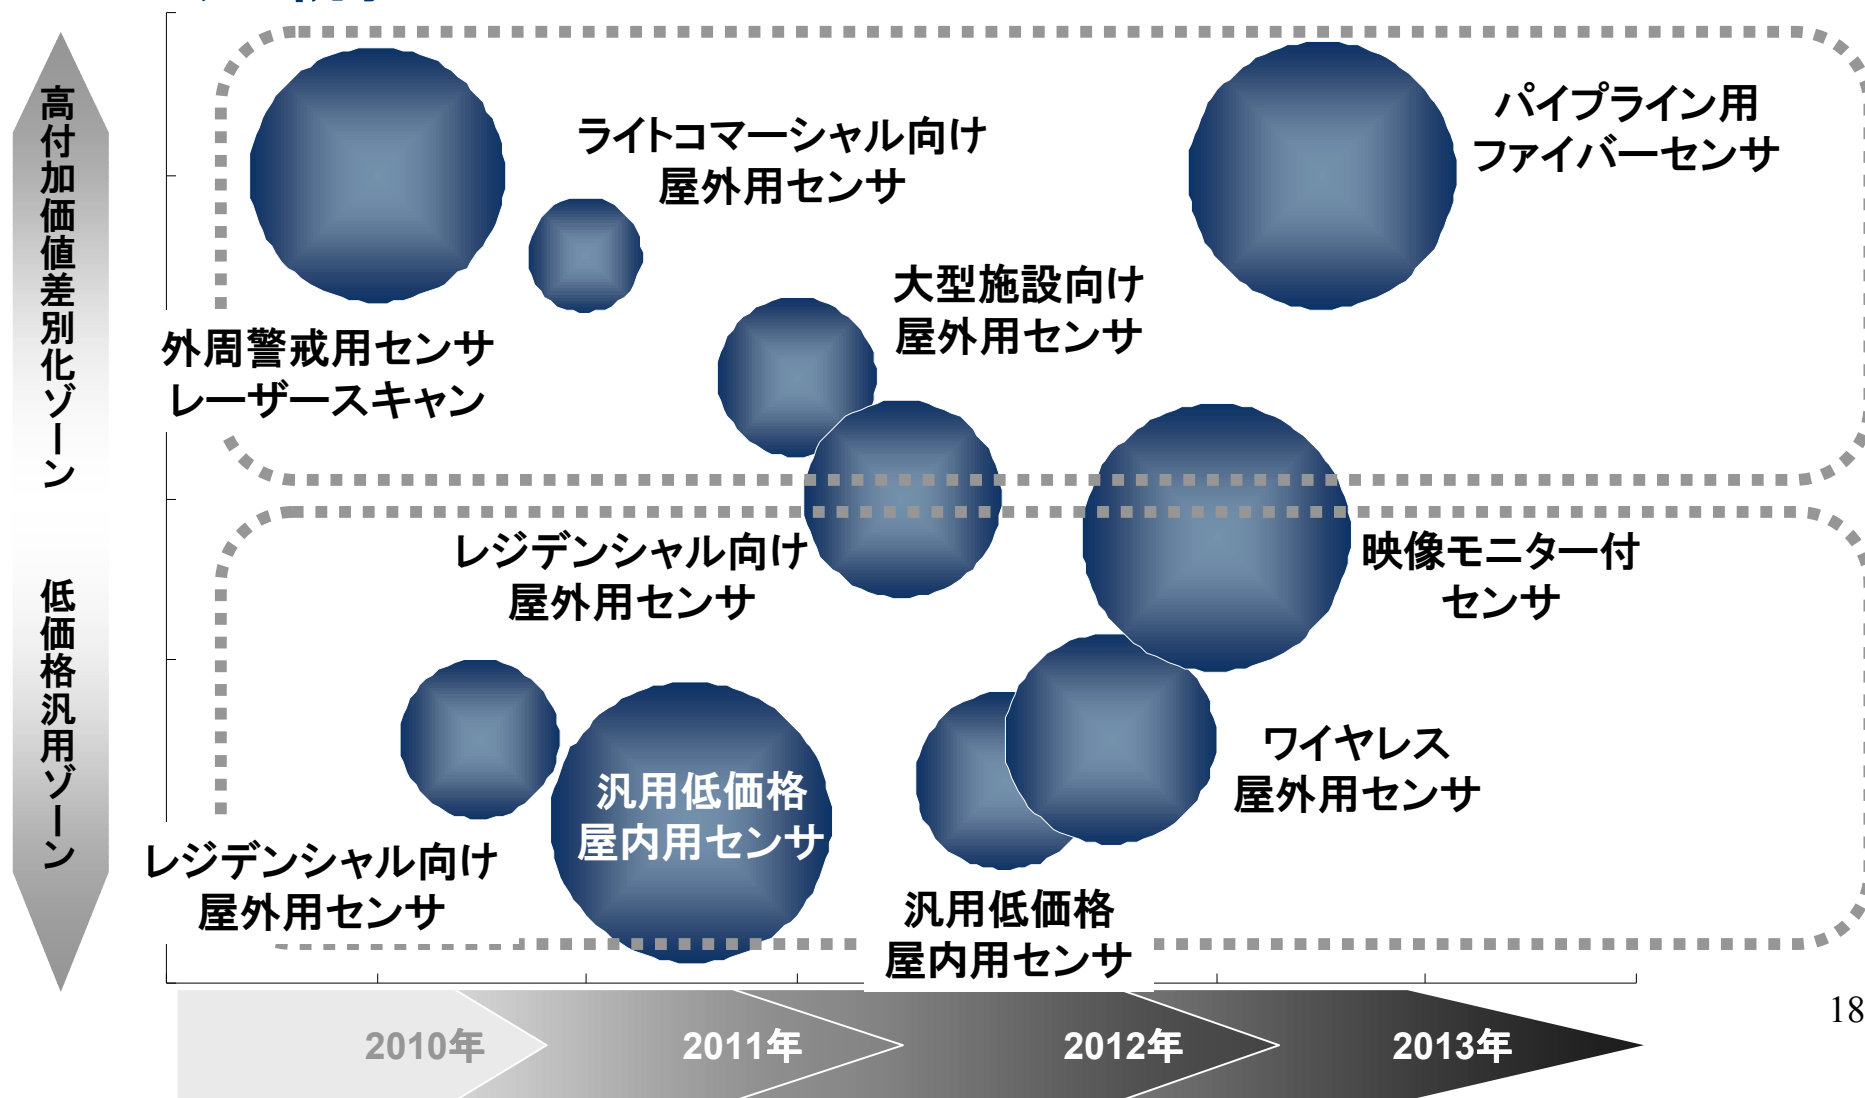 高付加価値差別化ゾーン
低価格汎用ゾーン
ライトコマーシャル向け
屋外用センサ
パイプライン用
ファイバーセンサ
大型施設向け
屋外用センサ
外周警戒用センサ
レーザースキャン
レジデンシャル向け
屋外用センサ
映像モニター付
センサ
汎用低価格
屋内用センサ
ワイヤレス
屋外用センサ
レジデンシャル向け
屋外用センサ
汎用低価格
屋内用センサ
2010年
2011年
2012年
2013年
18